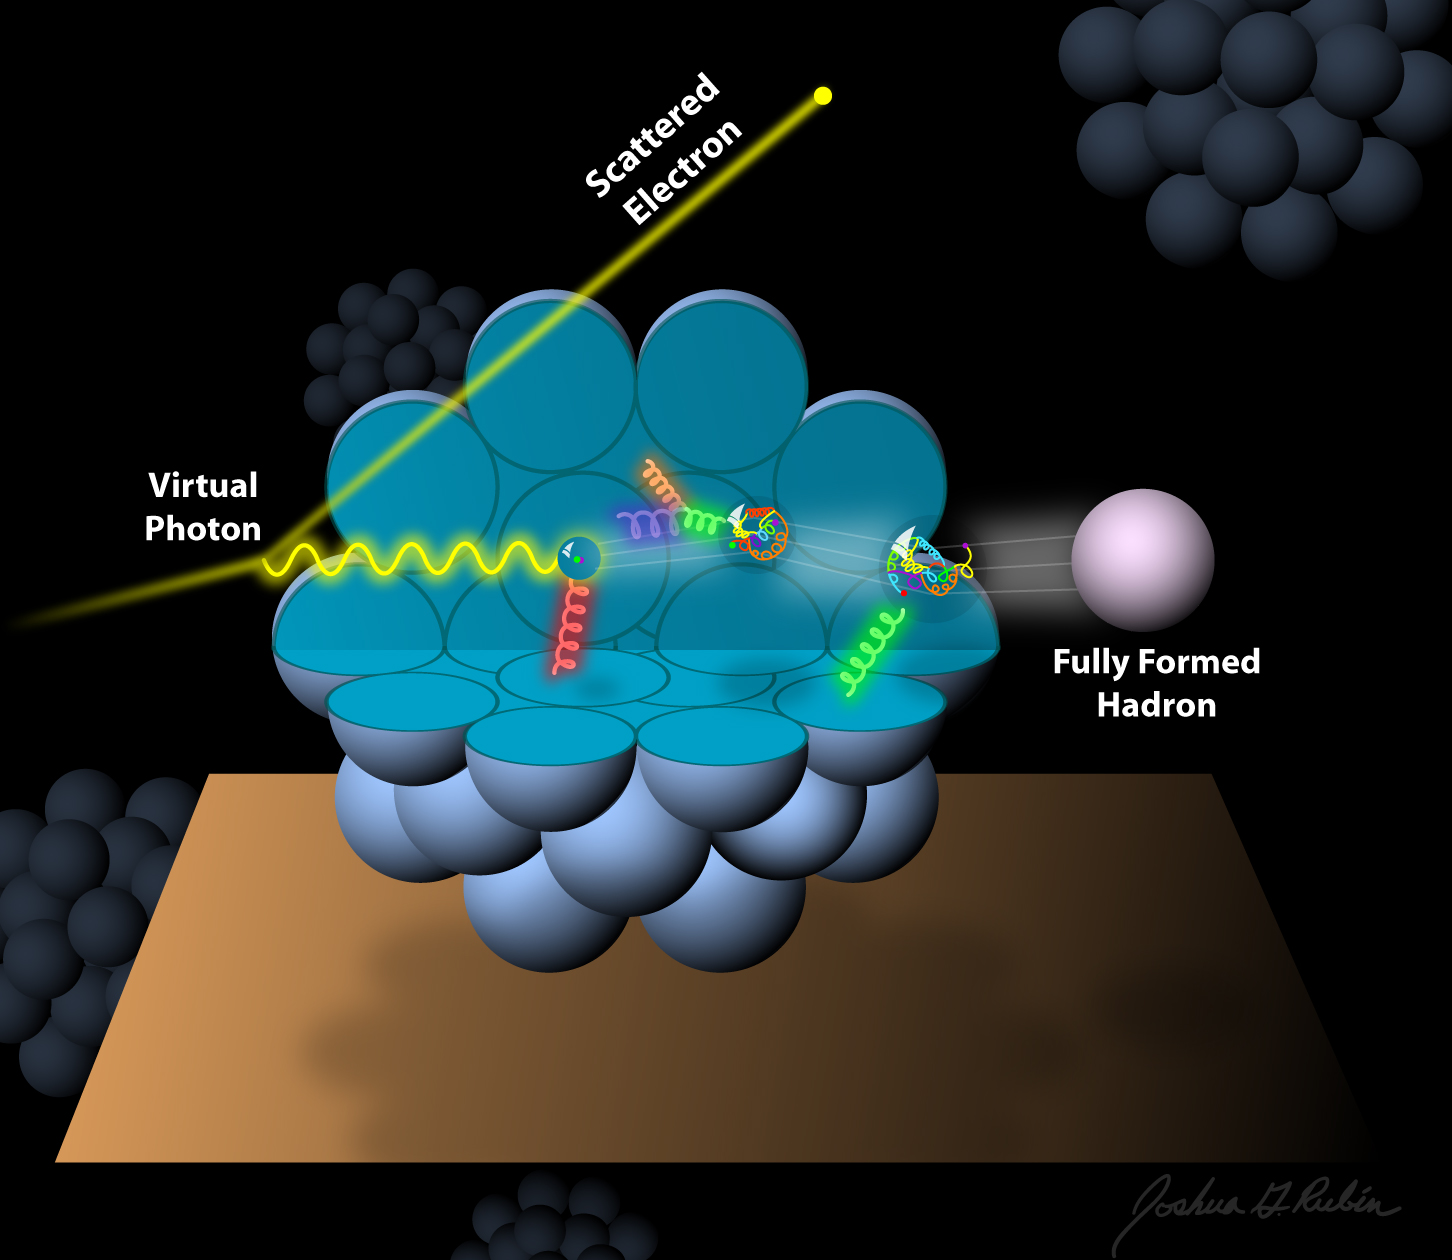 Scattered
Electron
Virtual
Photon
Fully Formed
Hadron
Joshua G. Rubin